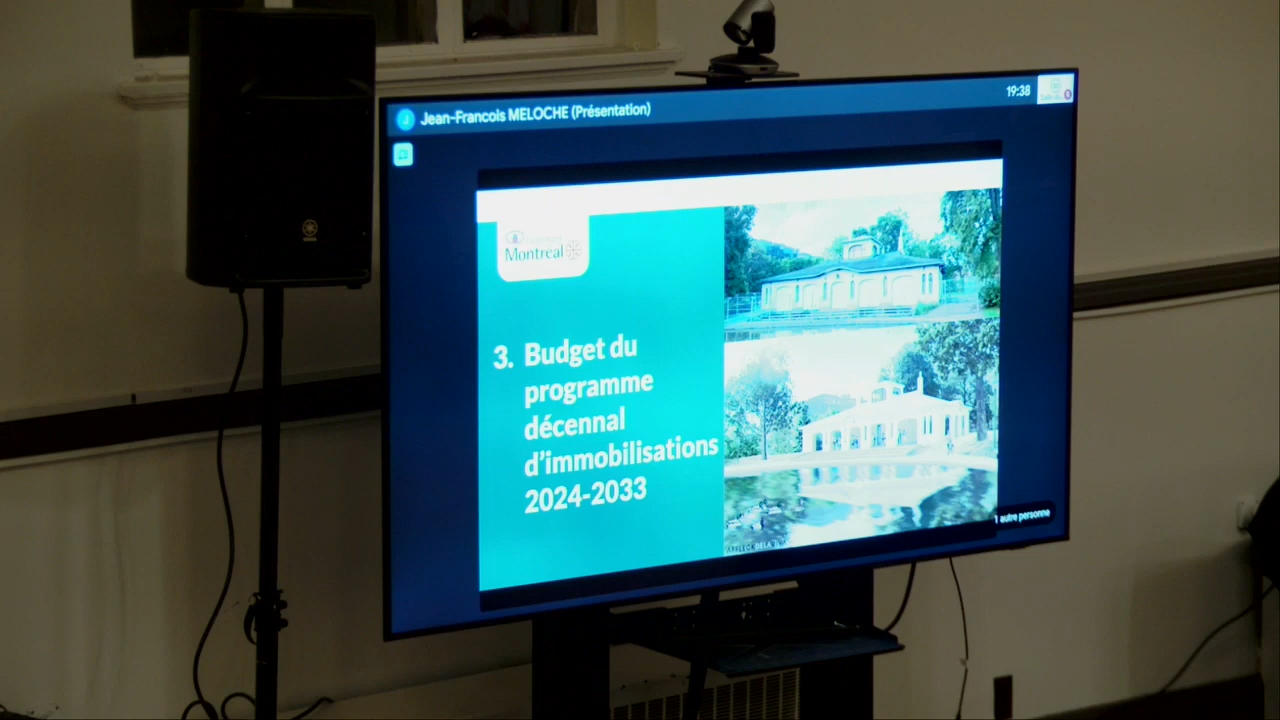 Jean-Francois MELOCHE (Présentation)
19:38
Montréal
3. Budget du
programme
décennal
d'immobilisations
2024-2033
1 autre personne